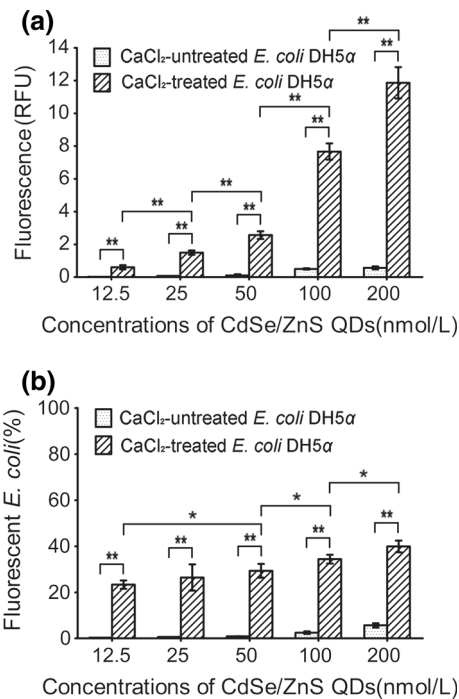 (a)
CaCl₂-untreated E. coli DH5α
CaCl₂-treated E. coli DH5α
Fluorescence(RFU)
14
12
10
8
6
4
2
0
** ** ** ** **
** ** ** **
12.5 25 50 100 200
Concentrations of CdSe/ZnS QDs(nmol/L)
(b)
CaCl₂-untreated E. coli DH5α
CaCl₂-treated E. coli DH5α
Fluorescent E. coli(%)
100
80
60
40
20
0
** ** ** ** **
* * *
12.5 25 50 100 200
Concentrations of CdSe/ZnS QDs(nmol/L)